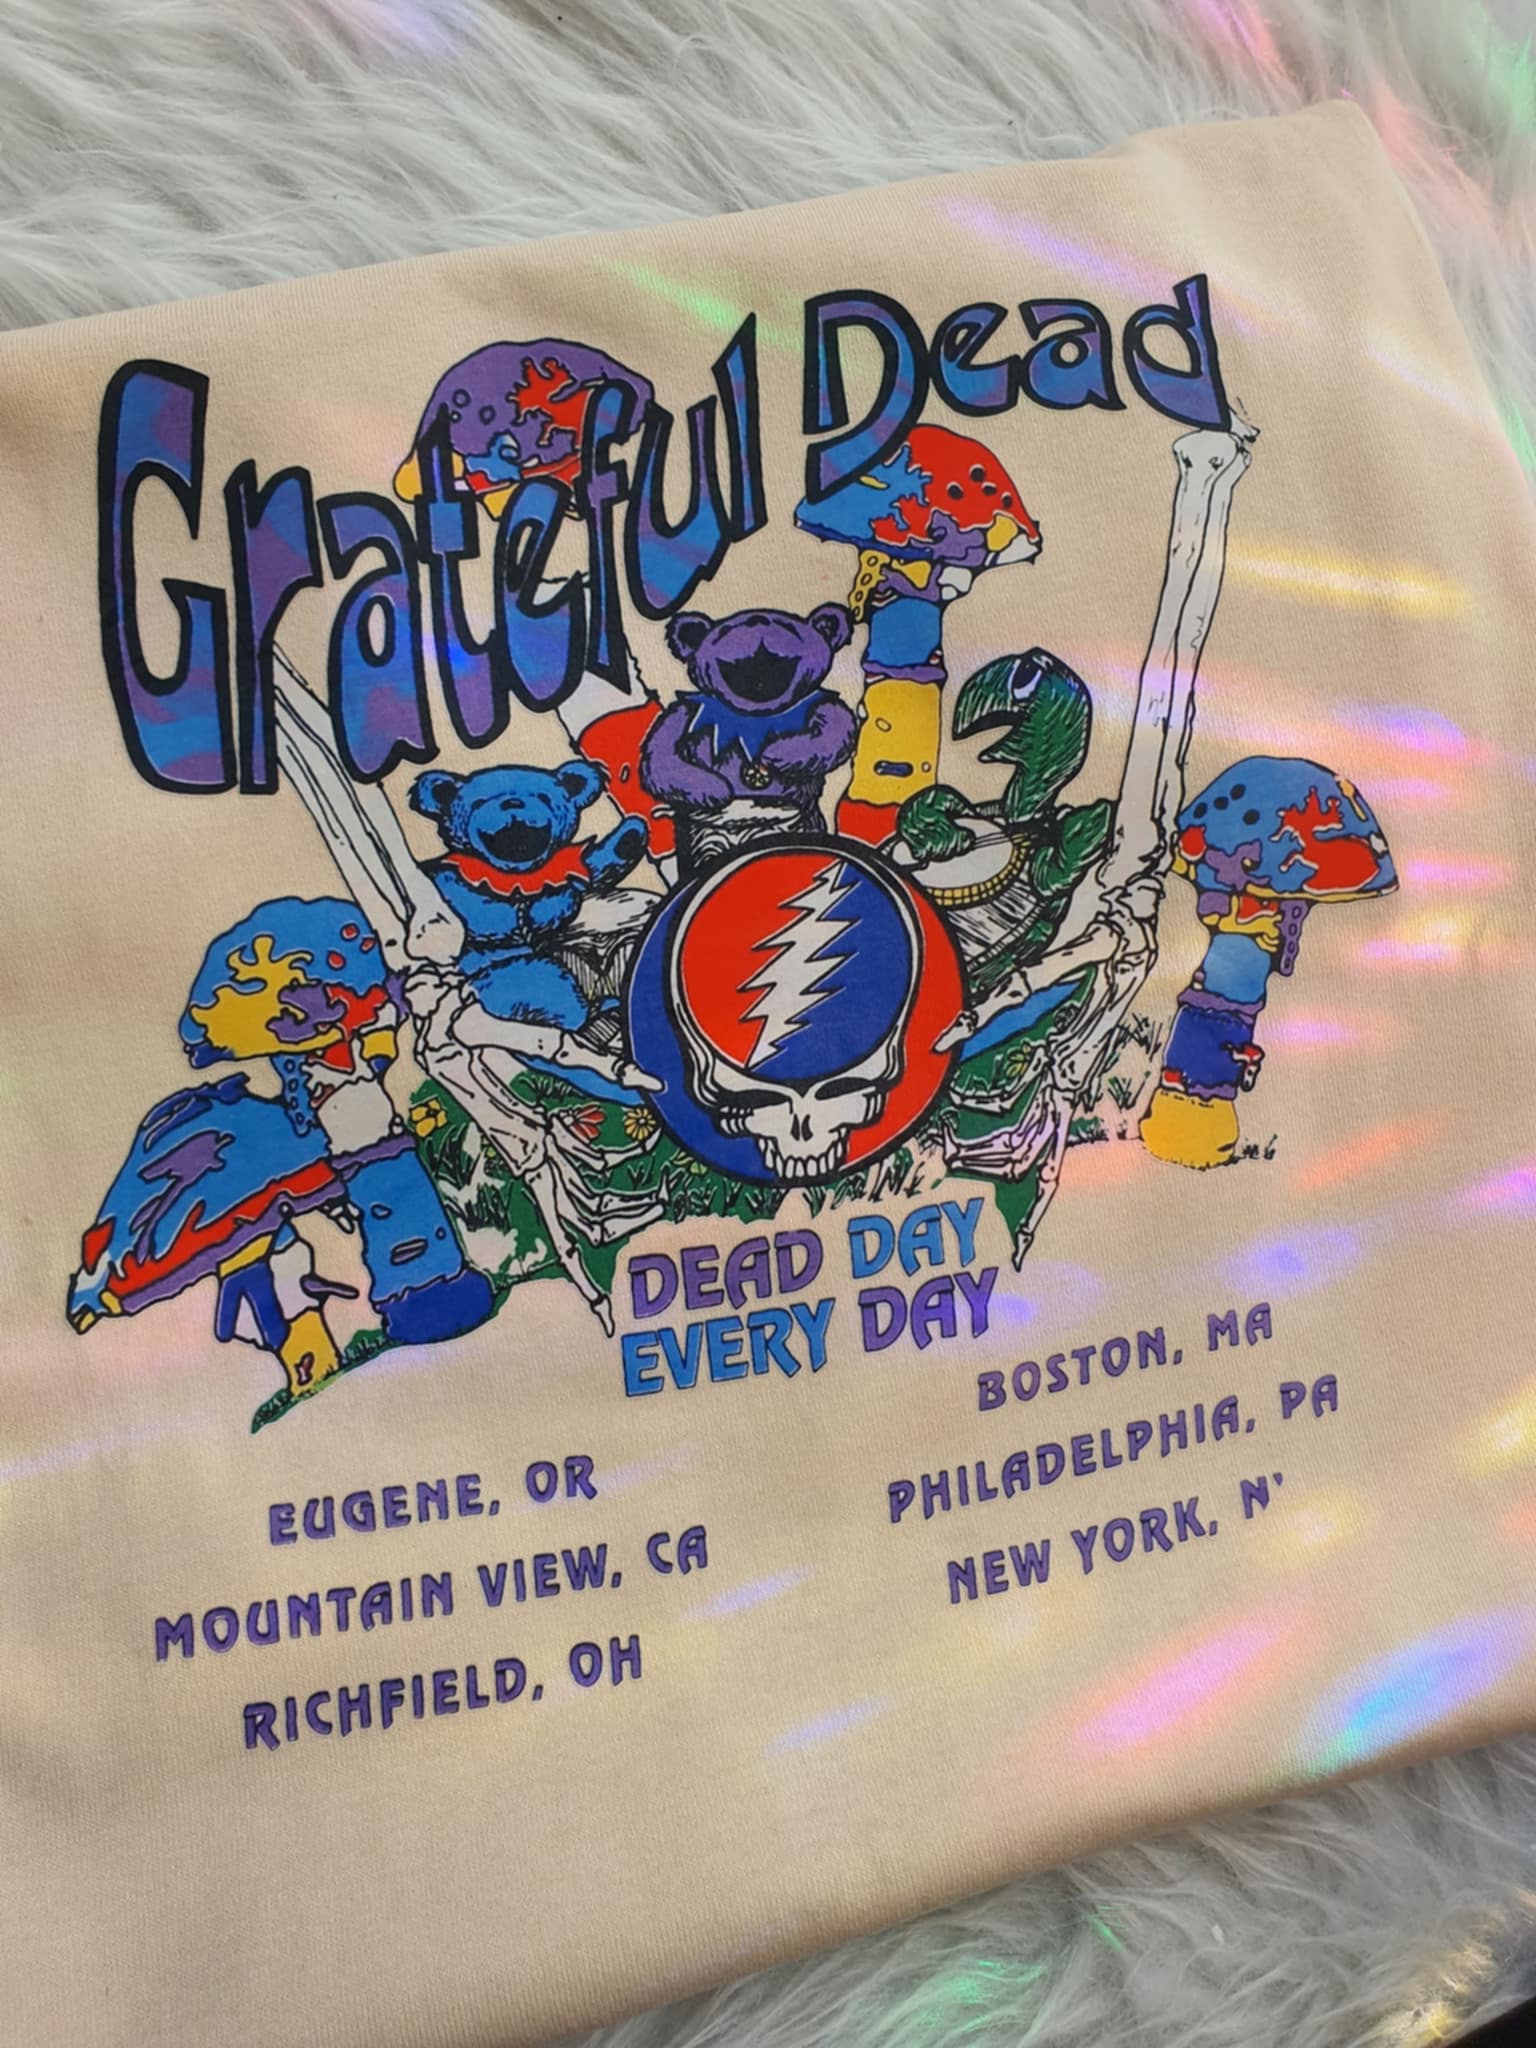 Grateful Dead
DEAD DAY
EVERY DAY
EUGENE, OR
MOUNTAIN VIEW, CA
RICHFIELD, OH
BOSTON, MA
PHILADELPHIA, PA
NEW YORK,